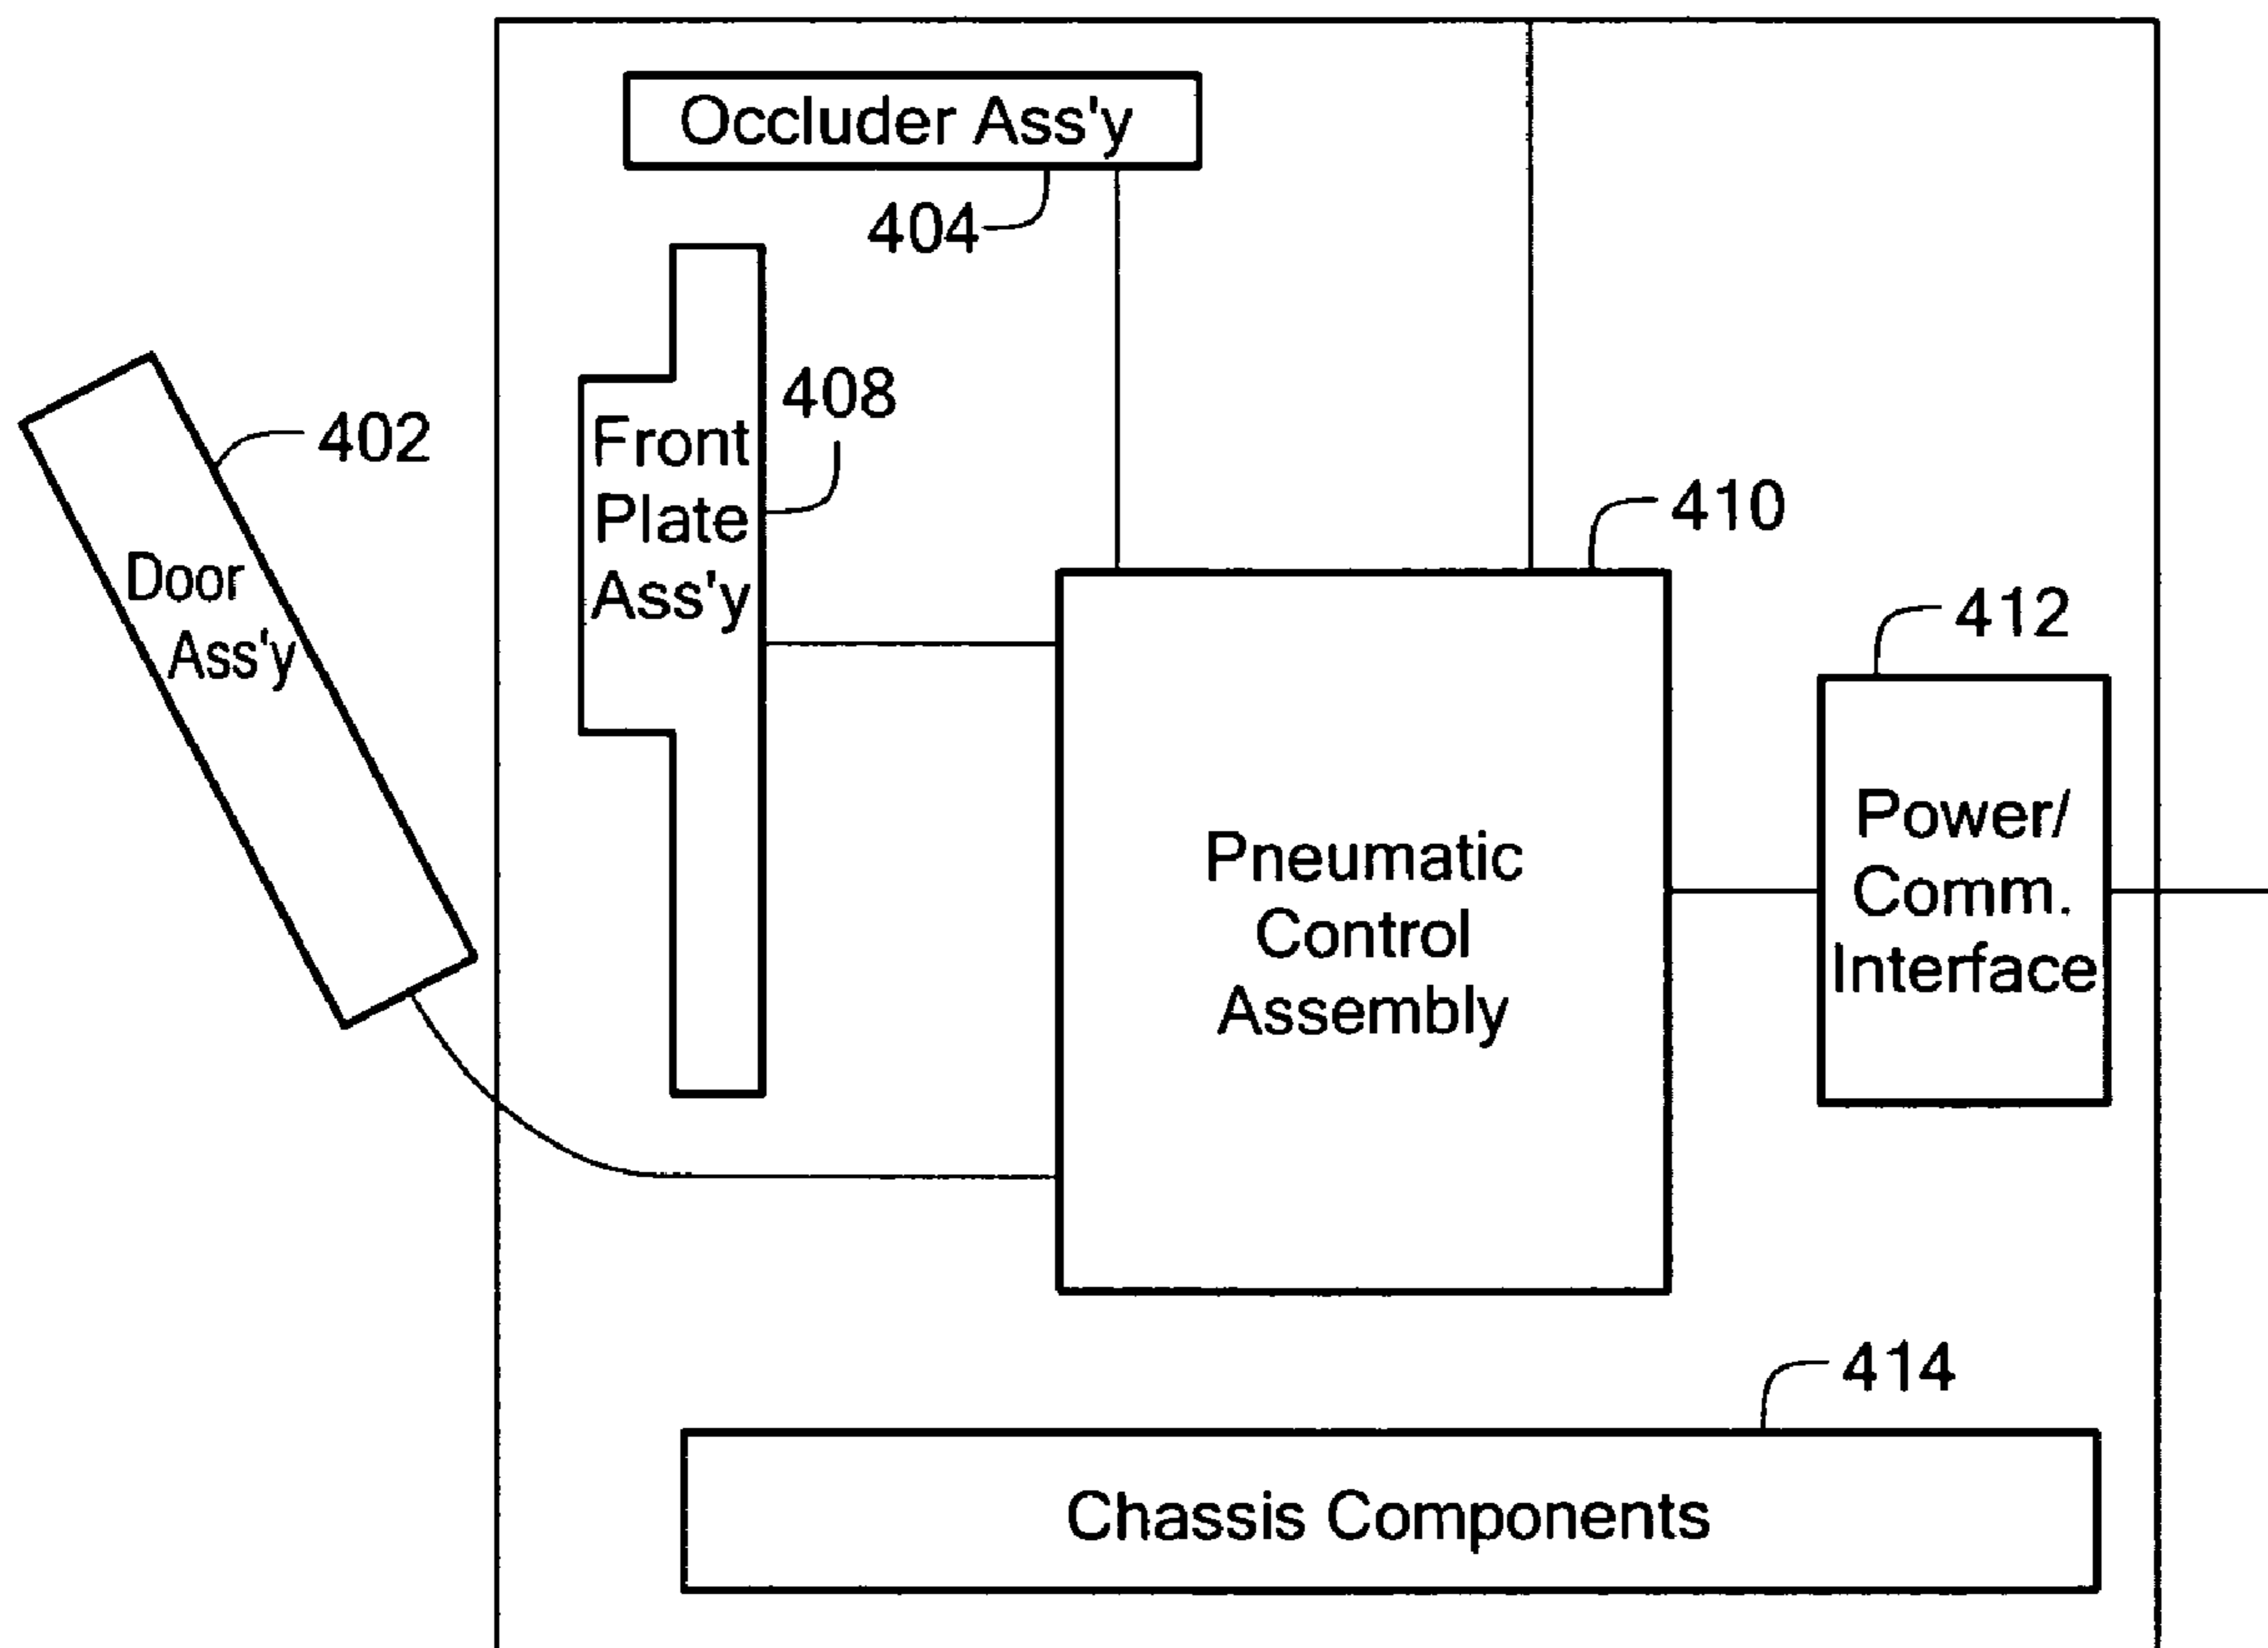 Occluder Ass'y
404
408
402
Front
Plate
Ass'y
410
Door
Ass'y
412
Power/
Comm.
Interface
Pneumatic
Control
Assembly
414
Chassis Components